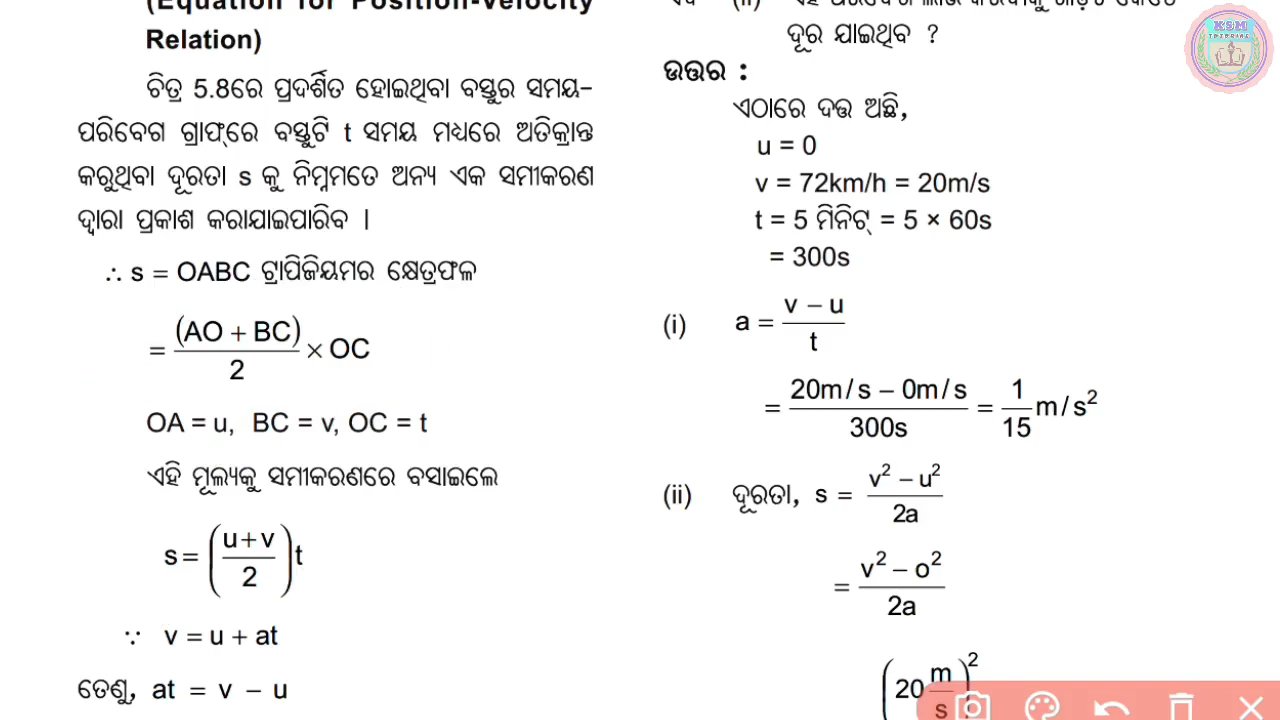 (Equation for Position-Velocity
Relation)
ଚିତ୍ର 5.8ରେ ପ୍ରଦର୍ଶିତ ହୋଇଥିବା ବସ୍ତୁର ସମୟ-
ପରିବେଗ ଗ୍ରାଫ୍‌ରେ ବସ୍ତୁଟି t ସମୟ ମଧ୍ୟରେ ଅତିକ୍ରାନ୍ତ
କରୁଥିବା ଦୂରତା s କୁ ନିମ୍ନମତେ ଅନ୍ୟ ଏକ ସମୀକରଣ
ଦ୍ୱାରା ପ୍ରକାଶ କରାଯାଇପାରିବ ।
∴ s = OABC ଟ୍ରାପିଜିୟମର କ୍ଷେତ୍ରଫଳ
= (AO + BC)/2 × OC
OA = u, BC = v, OC = t
ଏହି ମୂଲ୍ୟକୁ ସମୀକରଣରେ ବସାଇଲେ
s = ((u+v)/2) t
∵ v = u + at
ତେଣୁ, at = v − u
ଦୂର ଯାଇଥିବ ?
ଉତ୍ତର :
ଏଠାରେ ଦତ୍ତ ଅଛି,
u = 0
v = 72km/h = 20m/s
t = 5 ମିନିଟ୍ = 5 × 60s
= 300s
(i) a = (v − u)/t
= (20m/s − 0m/s)/300s = 1/15 m/s²
(ii) ଦୂରତା, s = (v² − u²)/2a
= (v² − o²)/2a
(20 m/s)²
KSM
TUTORIAL